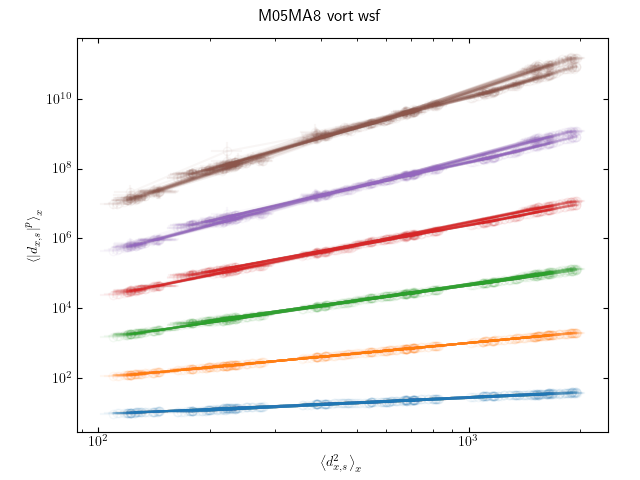 M05MA8 vort wsf
10^{10}
10^{8}
10^{6}
10^{4}
10^{2}
⟨|d_{x,s}|^p⟩_x
10^{2}
10^{3}
⟨d_{x,s}^2⟩_x